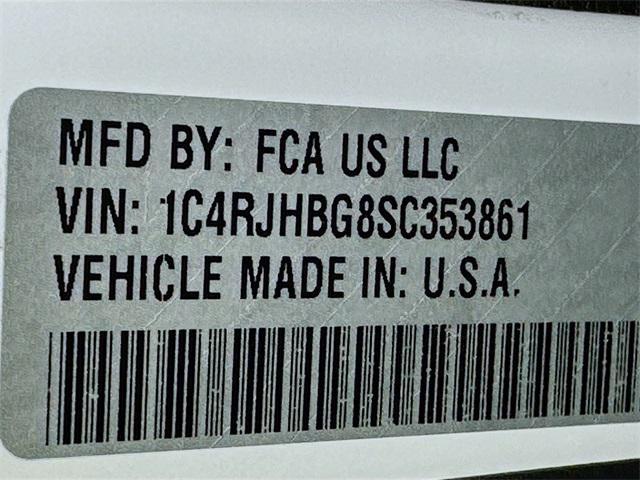 MFD BY: FCA US LLC
VIN: 1C4RJHBG8SC353861
VEHICLE MADE IN: U.S.A.